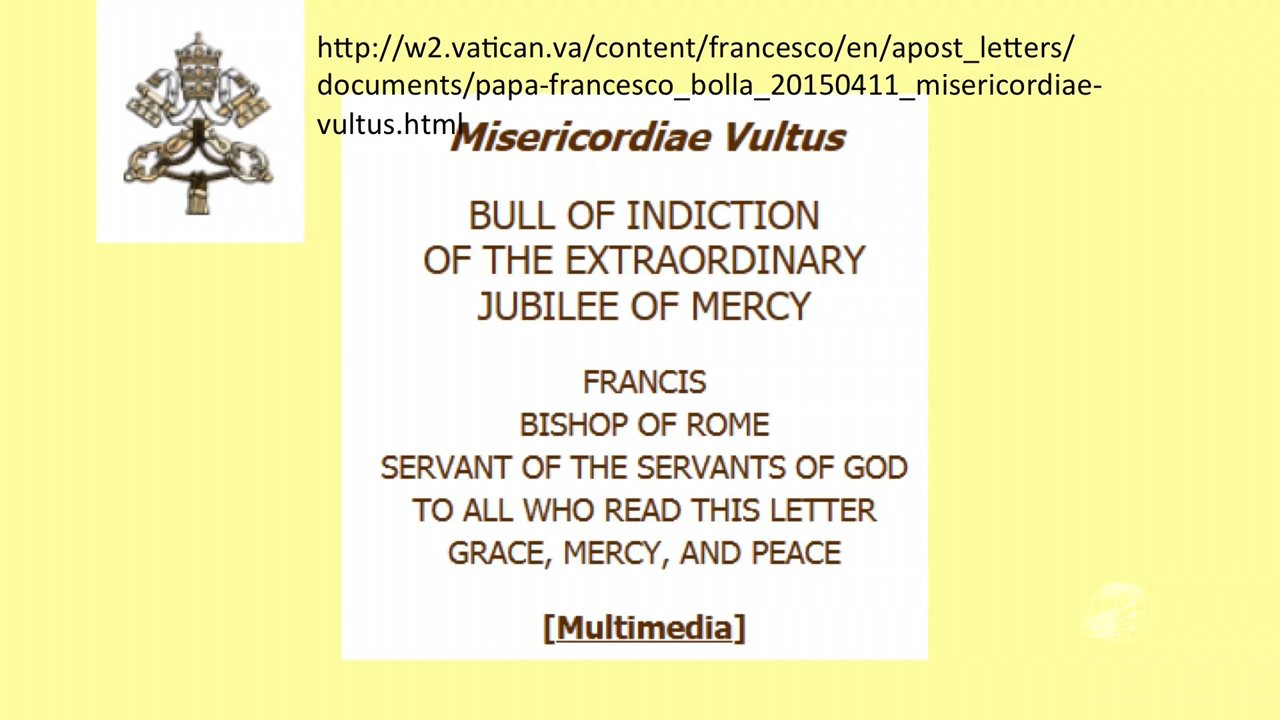 http://w2.vatican.va/content/francesco/en/apost_letters/
documents/papa-francesco_bolla_20150411_misericordiae-
vultus.html
Misericordiae Vultus
BULL OF INDICTION
OF THE EXTRAORDINARY
JUBILEE OF MERCY
FRANCIS
BISHOP OF ROME
SERVANT OF THE SERVANTS OF GOD
TO ALL WHO READ THIS LETTER
GRACE, MERCY, AND PEACE
[Multimedia]